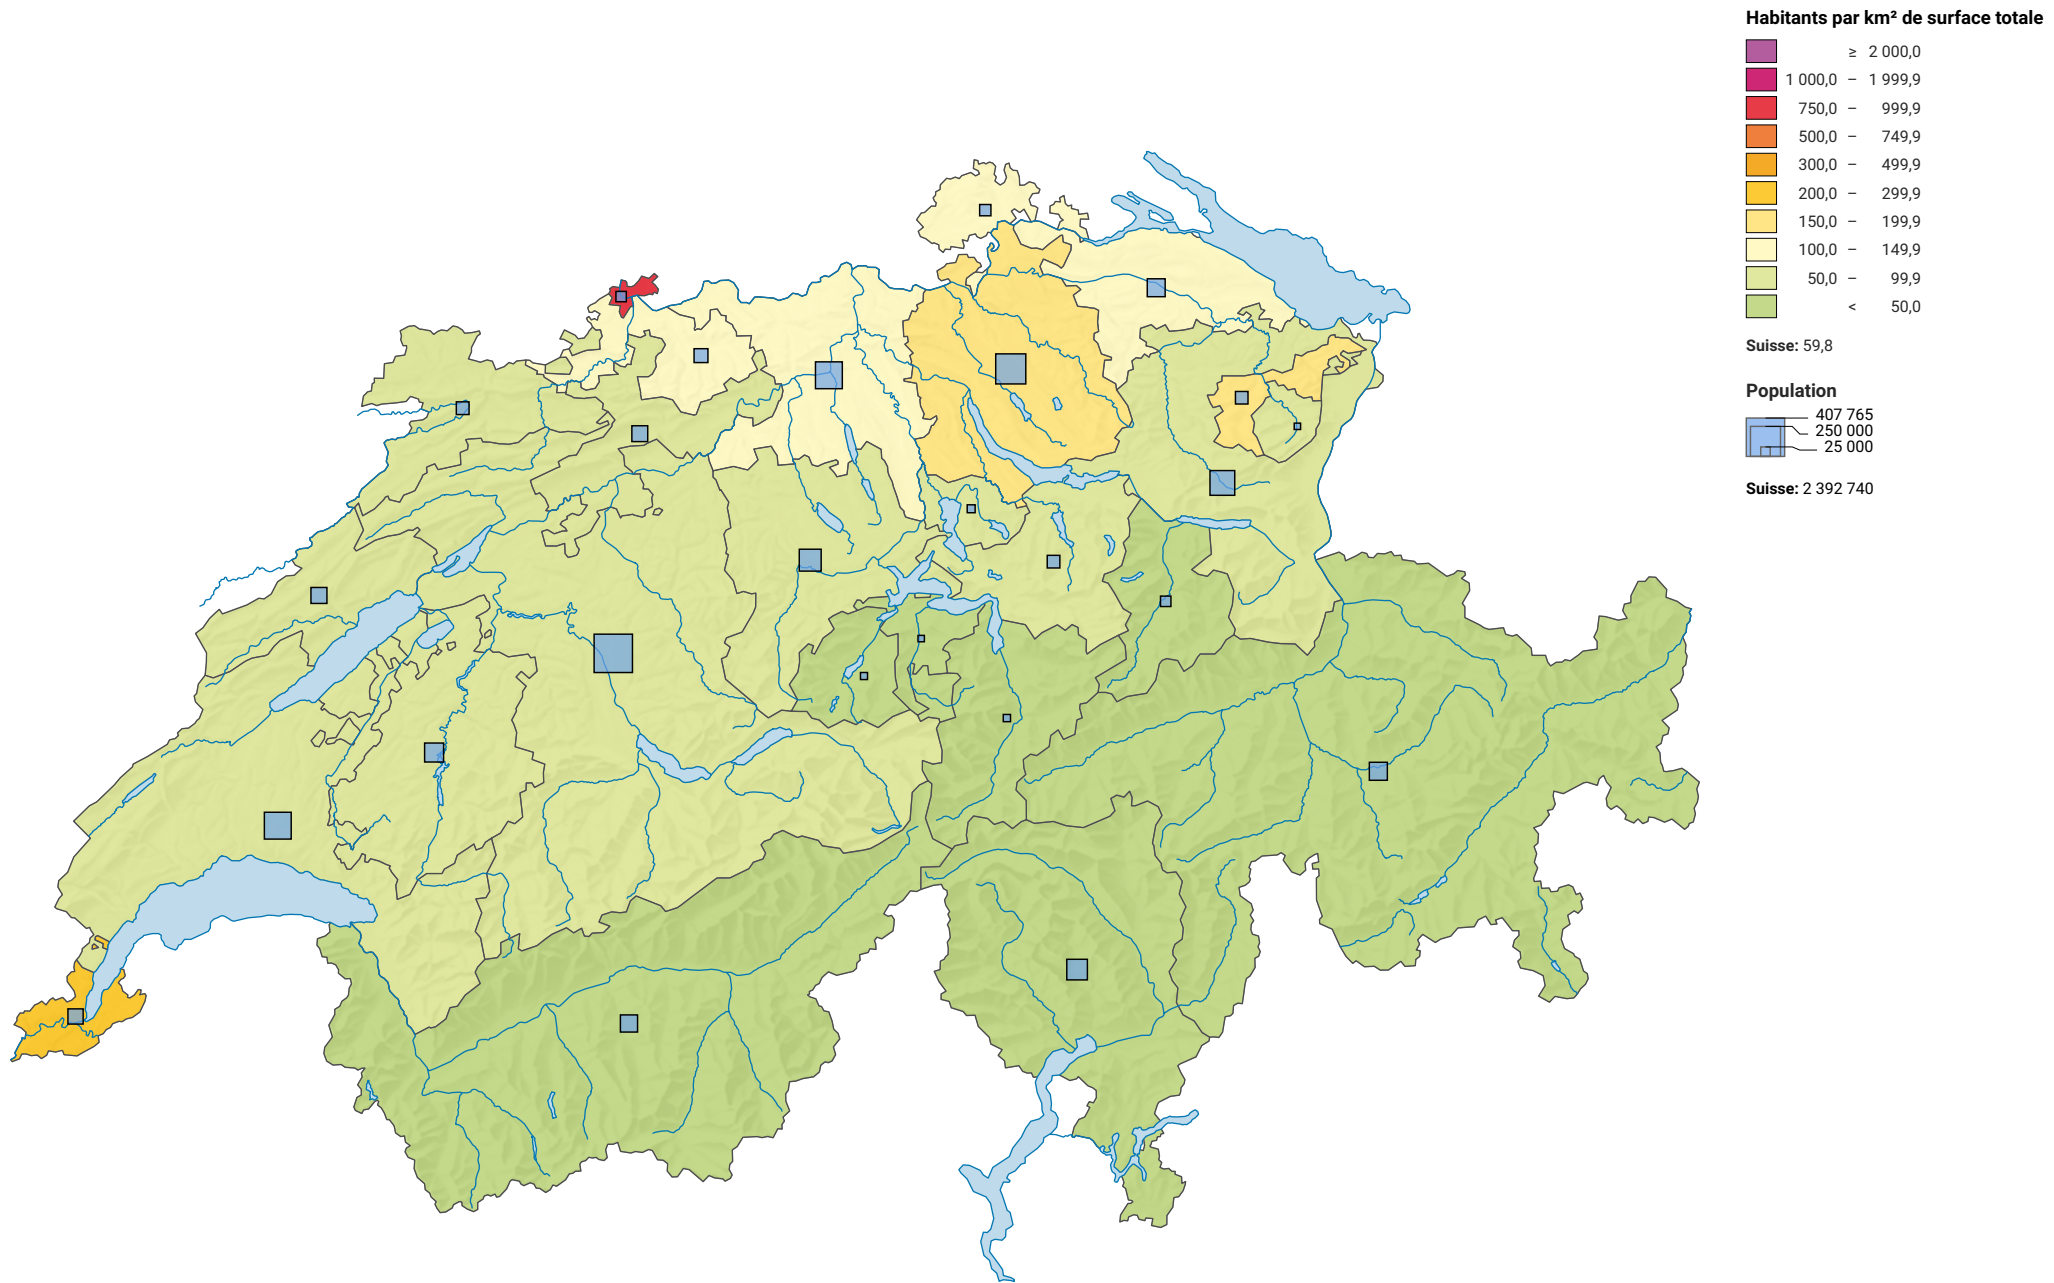 Habitants par km² de surface totale
≥ 2 000,0
1 000,0 – 1 999,9
750,0 – 999,9
500,0 – 749,9
300,0 – 499,9
200,0 – 299,9
150,0 – 199,9
100,0 – 149,9
50,0 – 99,9
< 50,0
Suisse: 59,8
Population
407 765
250 000
25 000
Suisse: 2 392 740